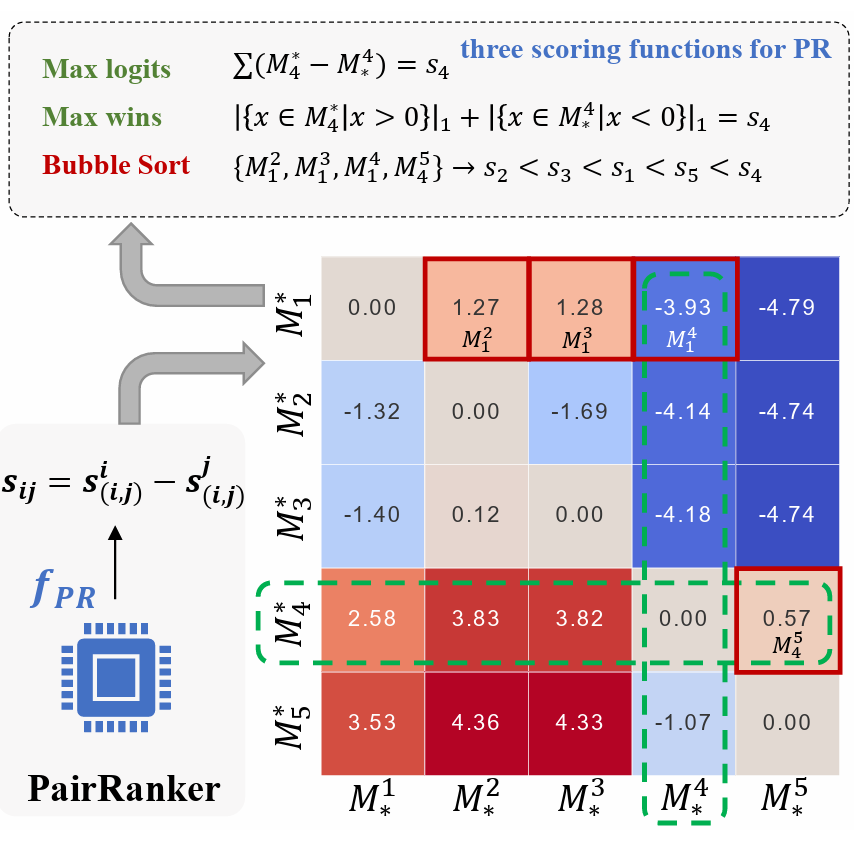 three scoring functions for PR
Max logits ∑(M₄* − M*⁴) = s₄
Max wins |{x ∈ M₄*|x > 0}|₁ + |{x ∈ M*⁴|x < 0}|₁ = s₄
Bubble Sort {M₁², M₁³, M₁⁴, M₄⁵} → s₂ < s₃ < s₁ < s₅ < s₄
M₁* 0.00 1.27 1.28 -3.93 -4.79
M₁² M₁³ M₁⁴
M₂* -1.32 0.00 -1.69 -4.14 -4.74
M₃* -1.40 0.12 0.00 -4.18 -4.74
M₄* 2.58 3.83 3.82 0.00 0.57
M₄⁵
M₅* 3.53 4.36 4.33 -1.07 0.00
M*¹ M*² M*³ M*⁴ M*⁵
s_{ij} = s^i_{(i,j)} − s^j_{(i,j)}
f_{PR}
PairRanker